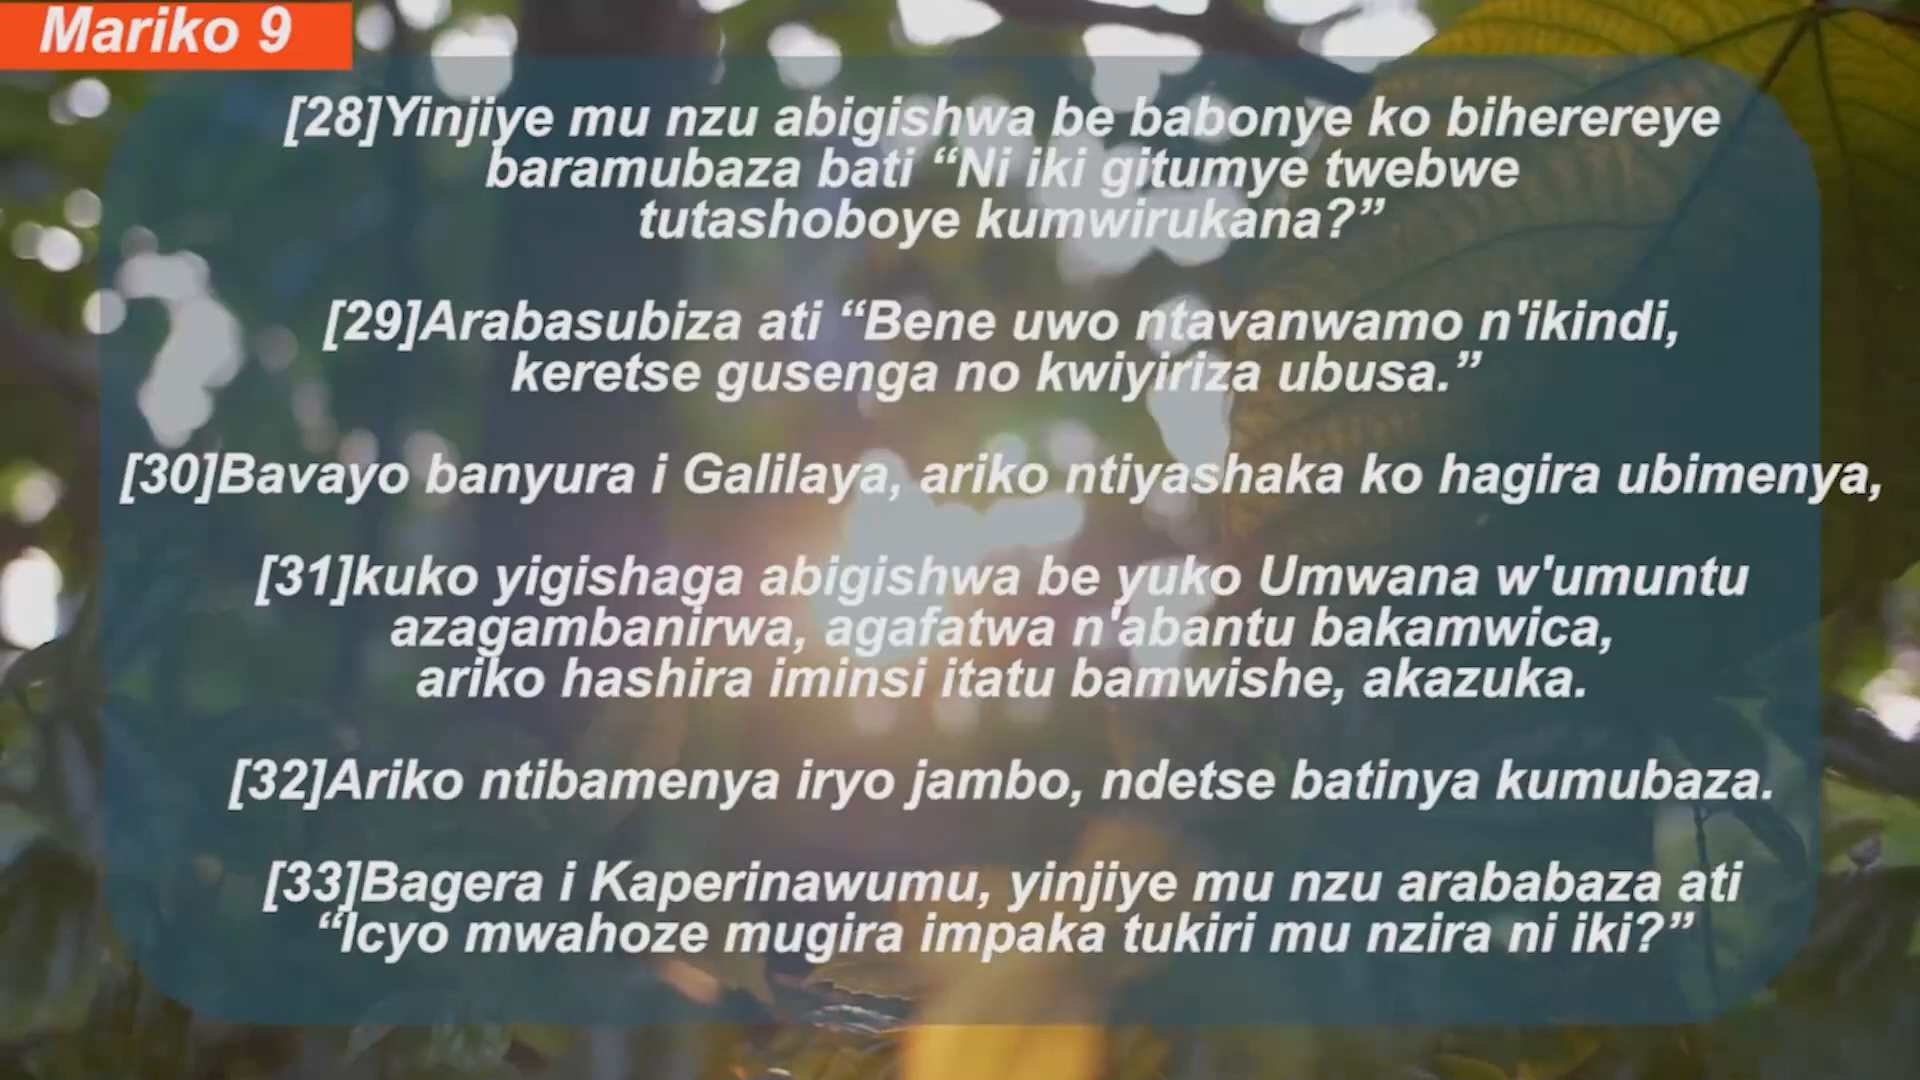 Mariko 9
[28]Yinjiye mu nzu abigishwa be babonye ko biherereye
baramubaza bati “Ni iki gitumye twebwe
tutashoboye kumwirukana?”
[29]Arabasubiza ati “Bene uwo ntavanwamo n'ikindi,
keretse gusenga no kwiyiriza ubusa.”
[30]Bavayo banyura i Galilaya, ariko ntiyashaka ko hagira ubimenya,
[31]kuko yigishaga abigishwa be yuko Umwana w'umuntu
azagambanirwa, agafatwa n'abantu bakamwica,
ariko hashira iminsi itatu bamwishe, akazuka.
[32]Ariko ntibamenya iryo jambo, ndetse batinya kumubaza.
[33]Bagera i Kaperinawumu, yinjiye mu nzu arababaza ati
“Icyo mwahoze mugira impaka tukiri mu nzira ni iki?”